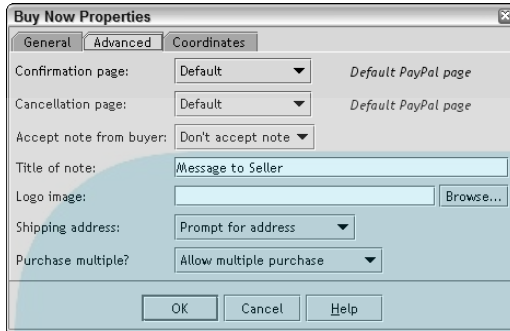 Buy Now Properties
General Advanced Coordinates
Confirmation page: Default Default PayPal page
Cancellation page: Default Default PayPal page
Accept note from buyer: Don't accept note
Title of note: Message to Seller
Logo image: Browse...
Shipping address: Prompt for address
Purchase multiple? Allow multiple purchase
OK Cancel Help